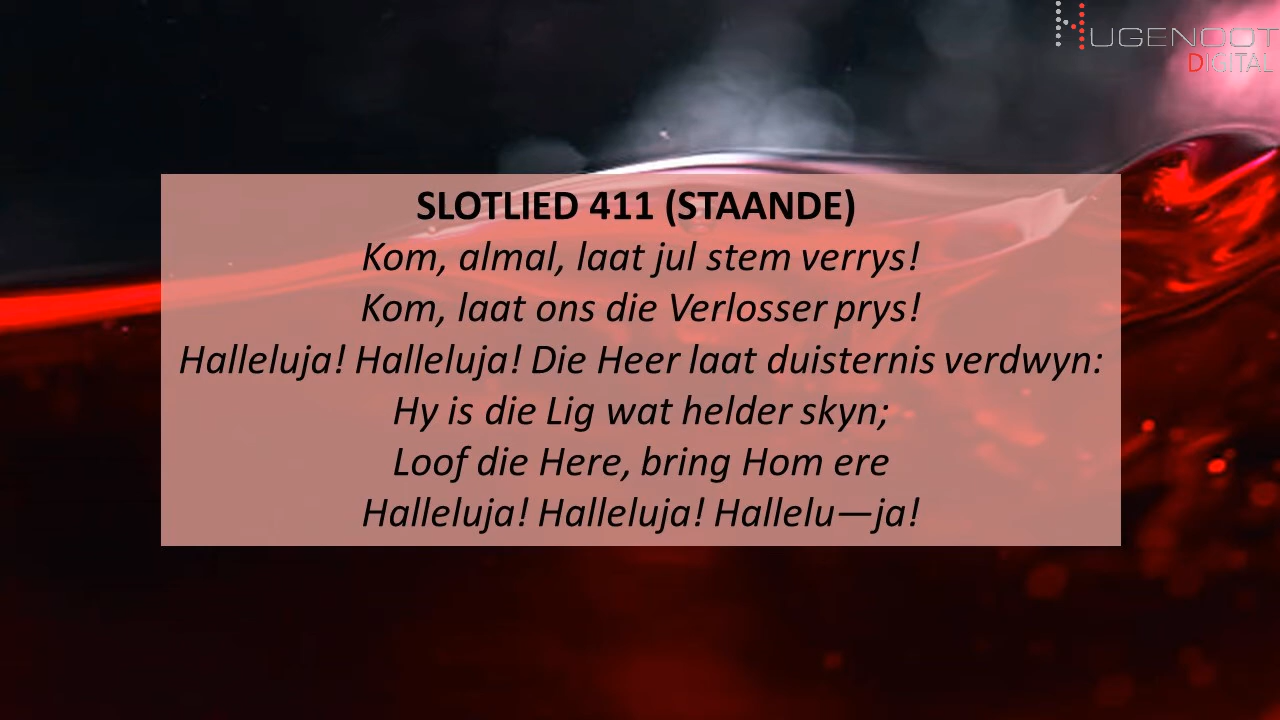 HUGENOOT
DIGITAL
SLOTLIED 411 (STAANDE)
Kom, almal, laat jul stem verrys!
Kom, laat ons die Verlosser prys!
Halleluja! Halleluja! Die Heer laat duisternis verdwyn:
Hy is die Lig wat helder skyn;
Loof die Here, bring Hom ere
Halleluja! Halleluja! Hallelu—ja!